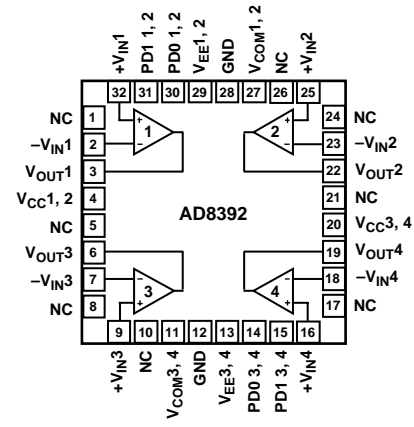 +VIN1
PD1 1, 2
PD0 1, 2
VEE1, 2
GND
VCOM1, 2
NC
+VIN2
32 31 30 29 28 27 26 25
NC 1
–VIN1 2
VOUT1 3
VCC1, 2 4
NC 5
VOUT3 6
–VIN3 7
NC 8
+ – 1
+ – 2
AD8392
– + 3
– + 4
24 NC
23 –VIN2
22 VOUT2
21 NC
20 VCC3, 4
19 VOUT4
18 –VIN4
17 NC
9 10 11 12 13 14 15 16
+VIN3
NC
VCOM3, 4
GND
VEE3, 4
PD0 3, 4
PD1 3, 4
+VIN4